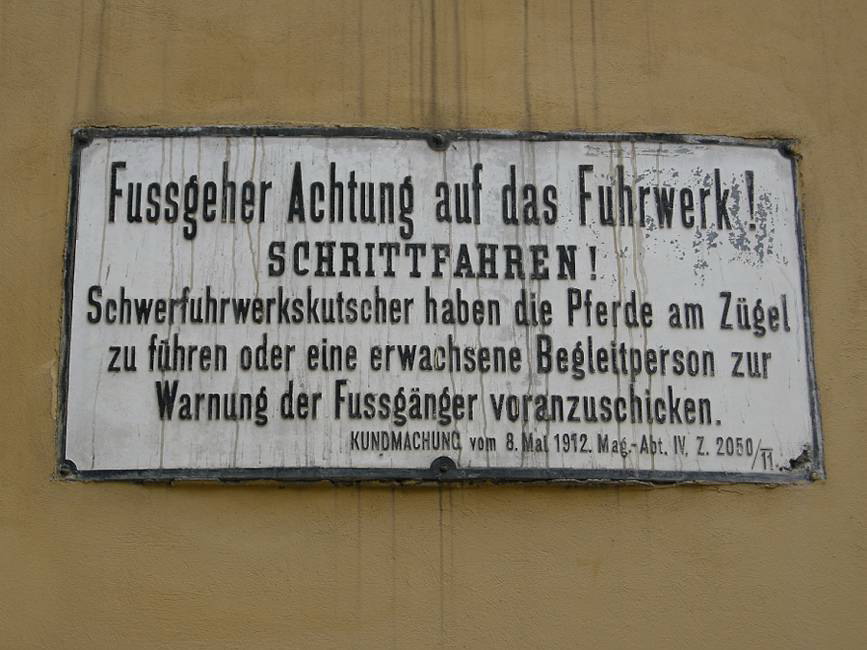 Fussgeher Achtung auf das Fuhrwerk!
SCHRITTFAHREN!
Schwerfuhrwerkskutscher haben die Pferde am Zügel
zu führen oder eine erwachsene Begleitperson zur
Warnung der Fussgänger voranzuschicken.
KUNDMACHUNG vom 8. Mai 1912. Mag.-Abt. IV, Z. 2050/11.